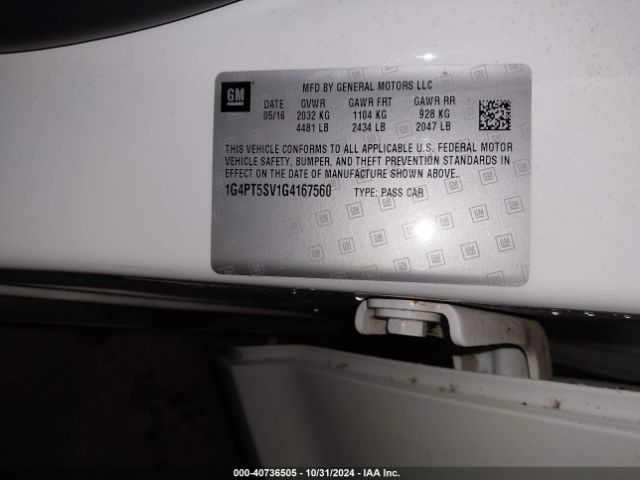 GM
MFD BY GENERAL MOTORS LLC
DATE GVWR GAWR FRT GAWR RR
05/16 2032 KG 1104 KG 928 KG
4481 LB 2434 LB 2047 LB
THIS VEHICLE CONFORMS TO ALL APPLICABLE U.S. FEDERAL MOTOR
VEHICLE SAFETY, BUMPER, AND THEFT PREVENTION STANDARDS
IN EFFECT ON THE DATE OF MANUFACTURE SHOWN ABOVE.
1G4PT5SV1G4167560 TYPE: PASS CAR
000-40736505 - 10/31/2024 - IAA Inc.